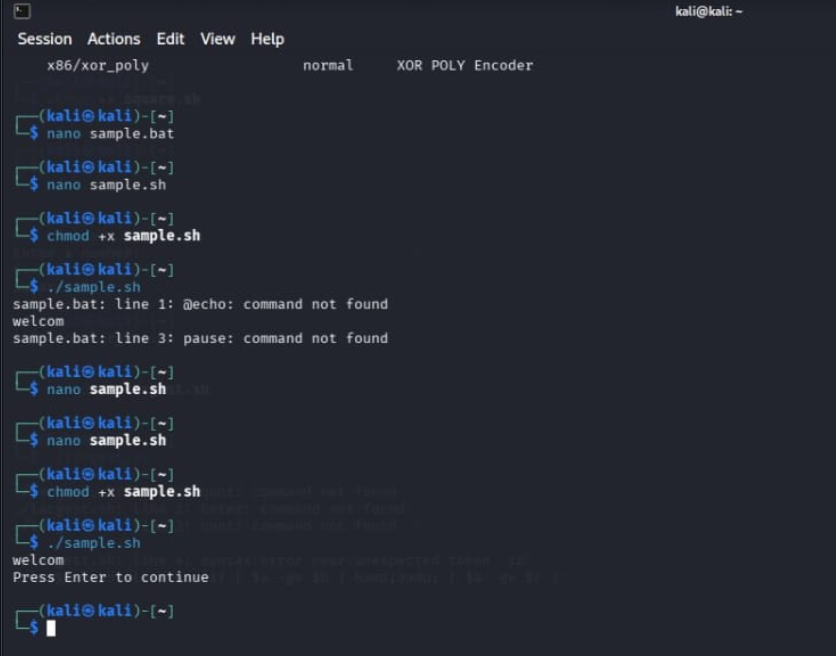 kali@kali: ~
Session Actions Edit View Help
x86/xor_poly normal XOR POLY Encoder
┌──(kali㉿kali)-[~]
└─$ nano sample.bat
┌──(kali㉿kali)-[~]
└─$ nano sample.sh
┌──(kali㉿kali)-[~]
└─$ chmod +x sample.sh
┌──(kali㉿kali)-[~]
└─$ ./sample.sh
sample.bat: line 1: @echo: command not found
welcom
sample.bat: line 3: pause: command not found
┌──(kali㉿kali)-[~]
└─$ nano sample.sh
┌──(kali㉿kali)-[~]
└─$ nano sample.sh
┌──(kali㉿kali)-[~]
└─$ chmod +x sample.sh
┌──(kali㉿kali)-[~]
└─$ ./sample.sh
welcom
Press Enter to continue
┌──(kali㉿kali)-[~]
└─$